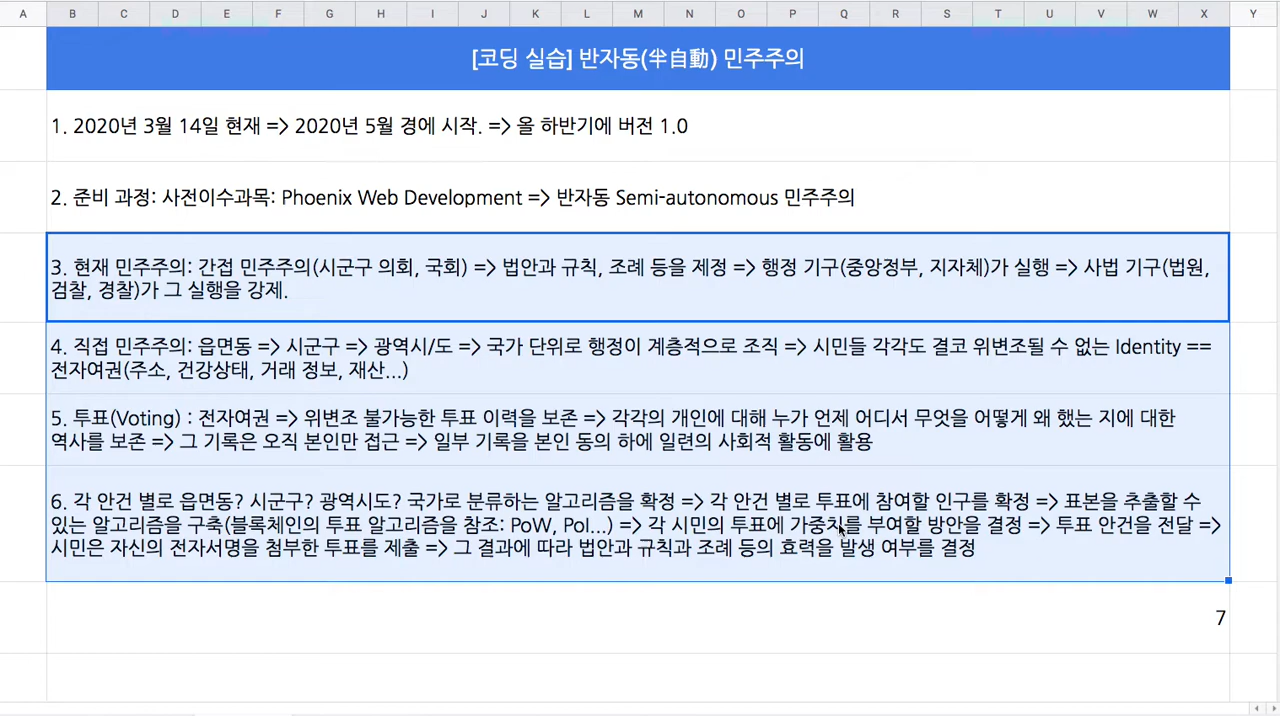 A B C D E F G H I J K L M N O P Q R S T U V W X Y
[코딩 실습] 반자동(半自動) 민주주의
1. 2020년 3월 14일 현재 => 2020년 5월 경에 시작. => 올 하반기에 버전 1.0
2. 준비 과정: 사전이수과목: Phoenix Web Development => 반자동 Semi-autonomous 민주주의
3. 현재 민주주의: 간접 민주주의(시군구 의회, 국회) => 법안과 규칙, 조례 등을 제정 => 행정 기구(중앙정부, 지자체)가 실행 => 사법 기구(법원,
검찰, 경찰)가 그 실행을 강제.
4. 직접 민주주의: 읍면동 => 시군구 => 광역시/도 => 국가 단위로 행정이 계층적으로 조직 => 시민들 각각도 결코 위변조될 수 없는 Identity ==
전자여권(주소, 건강상태, 거래 정보, 재산...)
5. 투표(Voting) : 전자여권 => 위변조 불가능한 투표 이력을 보존 => 각각의 개인에 대해 누가 언제 어디서 무엇을 어떻게 왜 했는 지에 대한
역사를 보존 => 그 기록은 오직 본인만 접근 => 일부 기록을 본인 동의 하에 일련의 사회적 활동에 활용
6. 각 안건 별로 읍면동? 시군구? 광역시도? 국가로 분류하는 알고리즘을 확정 => 각 안건 별로 투표에 참여할 인구를 확정 => 표본을 추출할 수
있는 알고리즘을 구축(블록체인의 투표 알고리즘을 참조: PoW, PoI...) => 각 시민의 투표에 가중치를 부여할 방안을 결정 => 투표 안건을 전달 =>
시민은 자신의 전자서명을 첨부한 투표를 제출 => 그 결과에 따라 법안과 규칙과 조례 등의 효력을 발생 여부를 결정
7